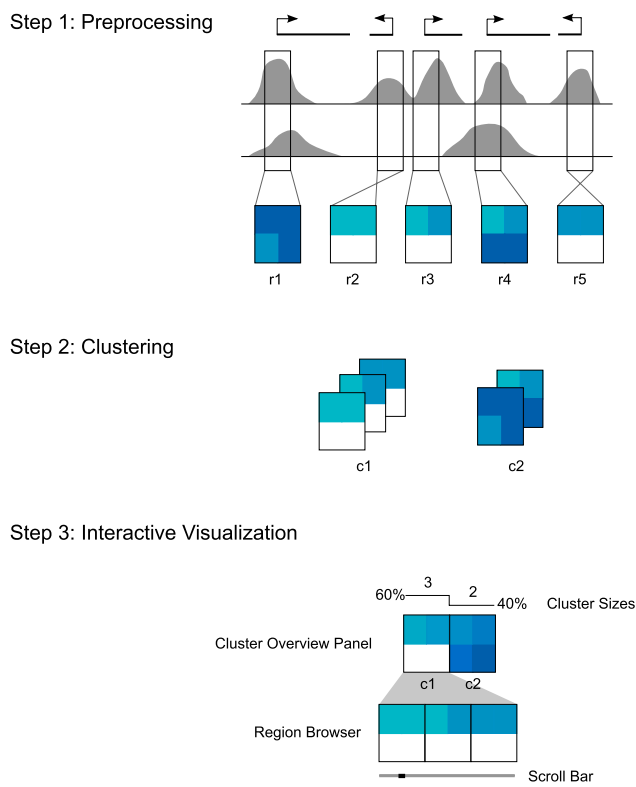 Step 1: Preprocessing
r1 r2 r3 r4 r5
Step 2: Clustering
c1 c2
Step 3: Interactive Visualization
3 2
60% 40% Cluster Sizes
Cluster Overview Panel
c1 c2
Region Browser
Scroll Bar